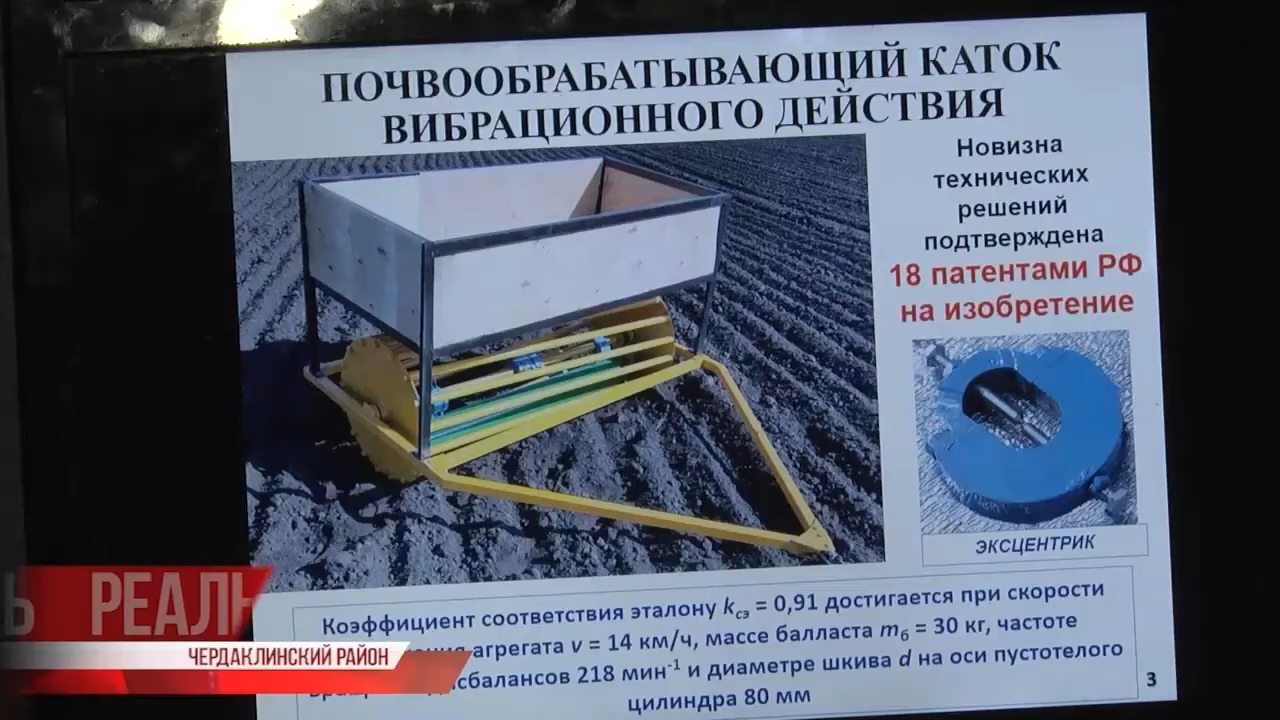 ПОЧВООБРАБАТЫВАЮЩИЙ КАТОК
ВИБРАЦИОННОГО ДЕЙСТВИЯ
Новизна
технических
решений
подтверждена
18 патентами РФ
на изобретение
ЭКСЦЕНТРИК
Коэффициент соответствия эталону kсэ = 0,91 достигается при скорости
агрегата v = 14 км/ч, массе балласта mб = 30 кг, частоте
218 мин-1 и диаметре шкива d на оси пустотелого
цилиндра 80 мм
3
РЕАЛЬ
ЧЕРДАКЛИНСКИЙ РАЙОН